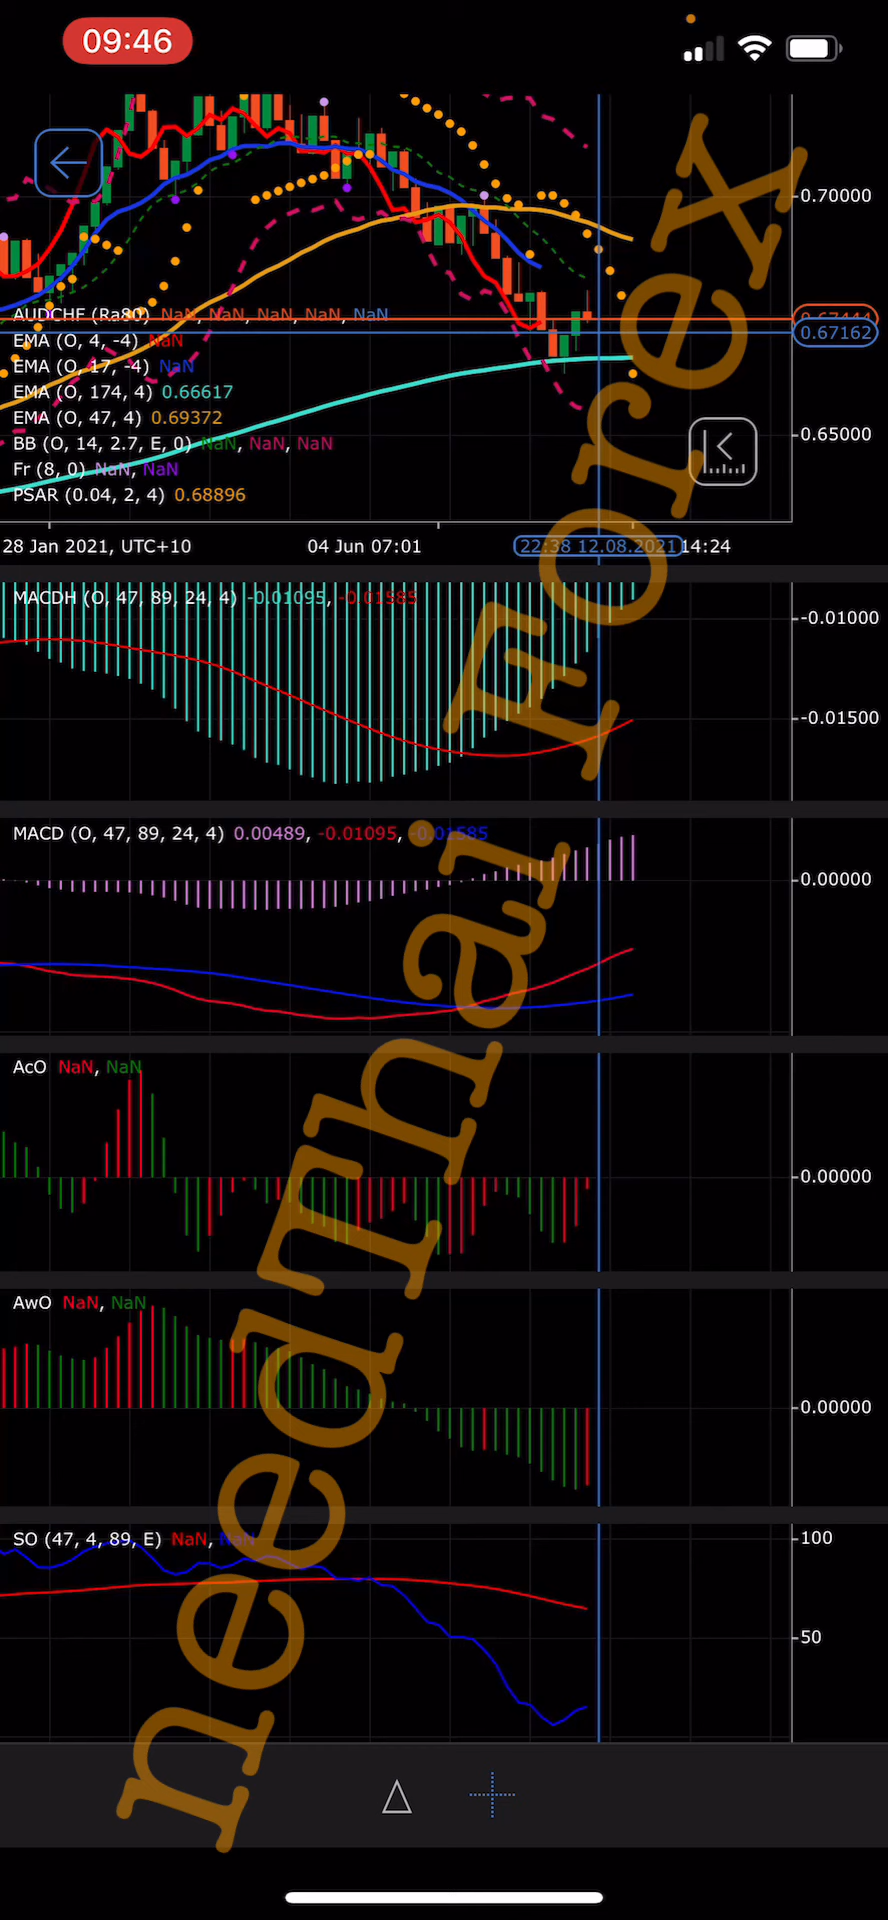 09:46
0.70000
AUDCHF (Ra80) NaN, NaN, NaN, NaN, NaN
0.67162
EMA (O, 4, -4) NaN
EMA (O, 17, -4) NaN
EMA (O, 174, 4) 0.66617
EMA (O, 47, 4) 0.69372
BB (O, 14, 2.7, E, 0) NaN, NaN, NaN
0.65000
Fr (8, 0) NaN, NaN
PSAR (0.04, 2, 4) 0.68896
28 Jan 2021, UTC+10 04 Jun 07:01 22:38 12.08.2021 14:24
MACDH (O, 47, 89, 24, 4) -0.01095, -0.01585
-0.01000
-0.01500
MACD (O, 47, 89, 24, 4) 0.00489, -0.01095, -0.01585
0.00000
AcO NaN, NaN
0.00000
AwO NaN, NaN
0.00000
SO (47, 4, 89, E) NaN, NaN
100
50
needThai Forex